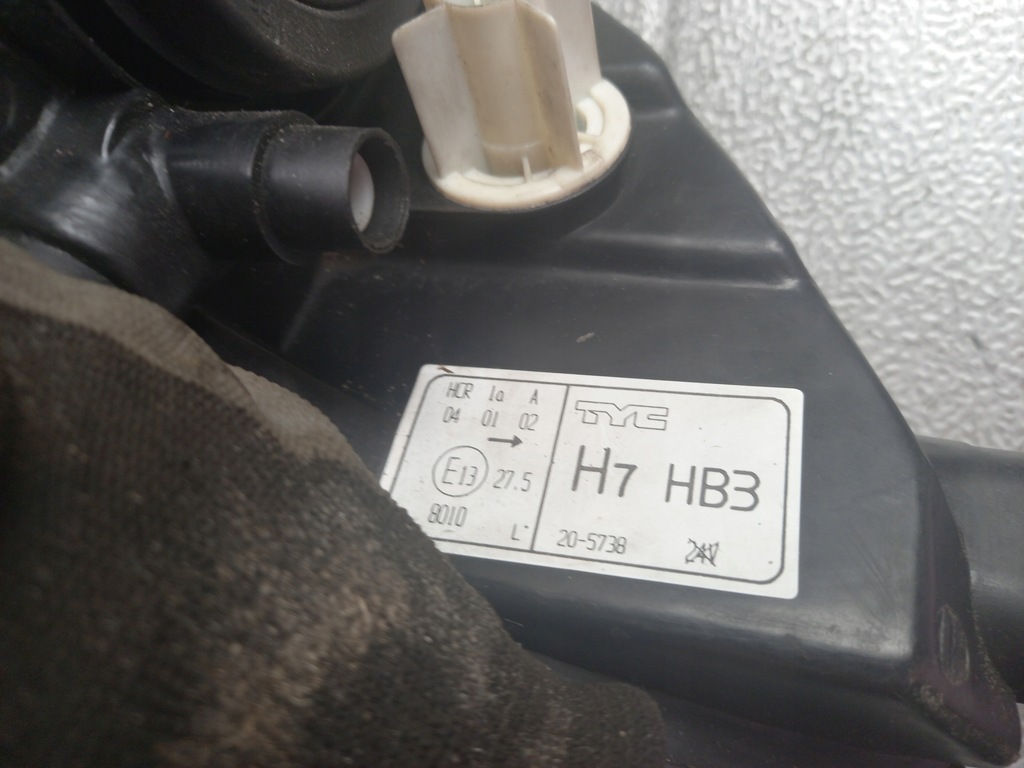 HCR Ia A
04 01 02
→
E13 27.5
8010 L
TYC
H7 HB3
20-5738 24V